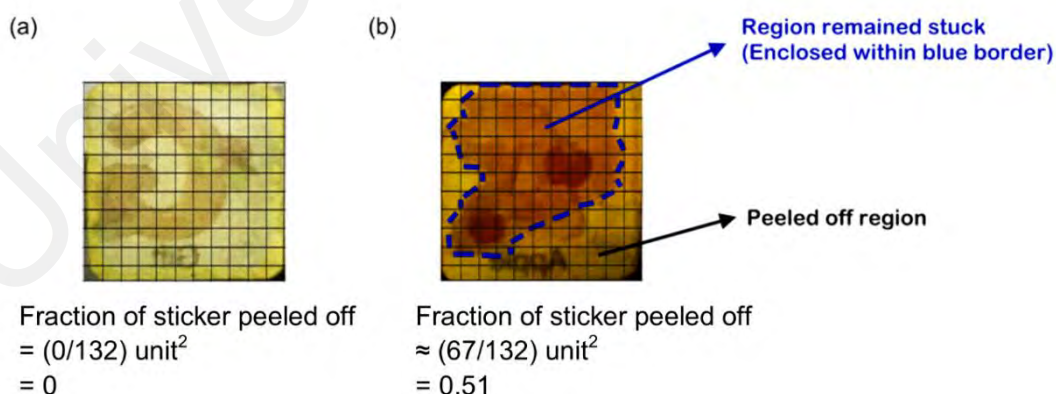 (a)
(b)
Region remained stuck
(Enclosed within blue border)
Peeled off region
Fraction of sticker peeled off
= (0/132) unit²
= 0
Fraction of sticker peeled off
≈ (67/132) unit²
= 0.51